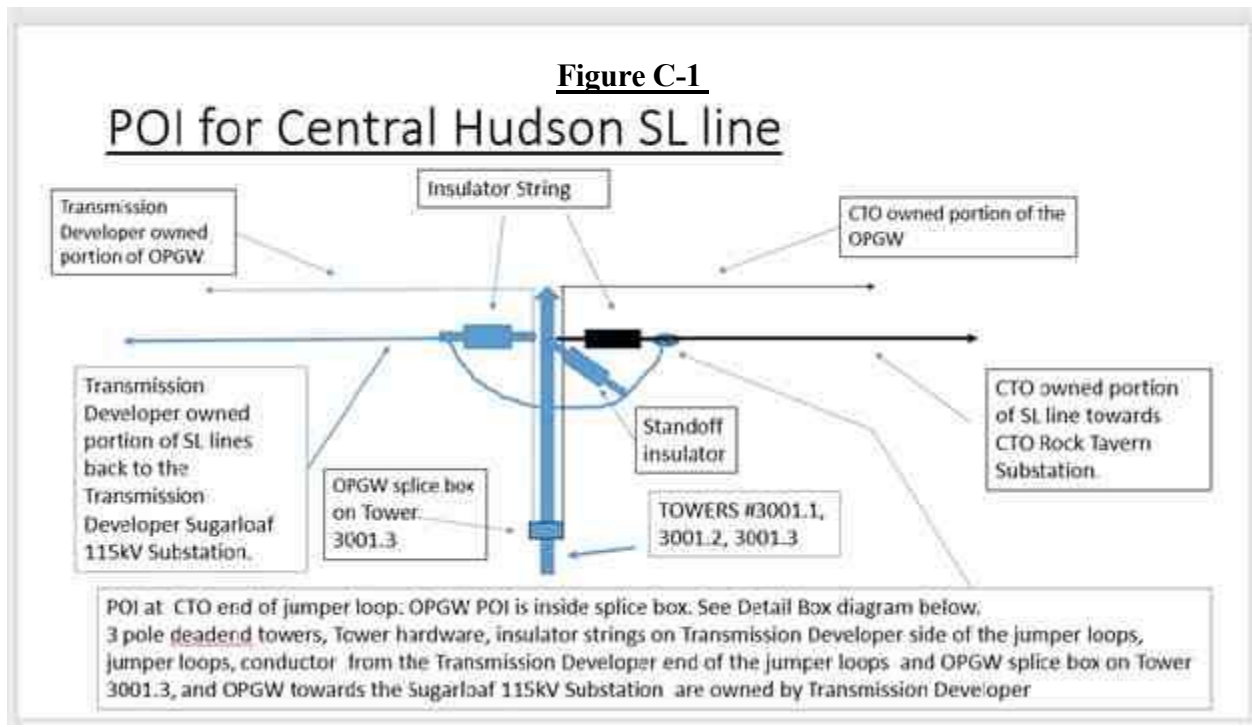 Figure C-1
POI for Central Hudson SL line
Insulator String
Transmission
Developer owned
portion of OPGW
CTO owned portion of the
OPGW
Transmission
Developer owned
portion of SL lines
back to the
Transmission
Developer Sugarloaf
115kV Substation.
OPGW splice box
on Tower
3001.3
Standoff
insulator
TOWERS #3001.1,
3001.2, 3001.3
CTO owned portion
of SL line towards
CTO Rock Tavern
Substation.
POI at CTO end of jumper loop. OPGW POI is inside splice box. See Detail Box diagram below.
3 pole deadend towers, Tower hardware, insulator strings on Transmission Developer side of the jumper loops,
jumper loops, conductor from the Transmission Developer end of the jumper loops and OPGW splice box on Tower
3001.3, and OPGW towards the Sugarloaf 115kV Substation are owned by Transmission Developer